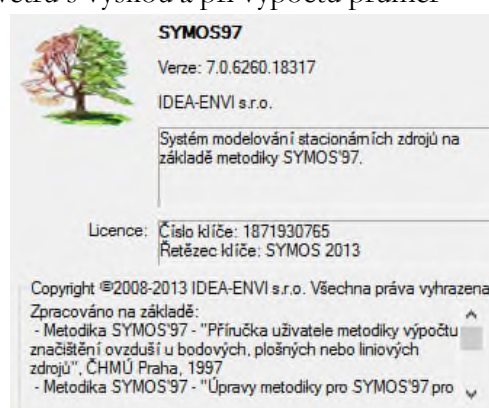 větru s výškou a při výpočtu průměr
SYMOS97
Verze: 7.0.6260.18317
IDEA-ENVI s.r.o.
Systém modelování stacionárních zdrojů na
základě metodiky SYMOS'97.
Licence:
Číslo klíče: 1871930765
Řetězec klíče: SYMOS 2013
Copyright ©2008-2013 IDEA-ENVI s.r.o. Všechna práva vyhrazena
Zpracováno na základě:
- Metodika SYMOS'97 - "Příručka uživatele metodiky výpočtu
značištění ovzduší u bodových, plošných nebo liniových
zdrojů", ČHMÚ Praha, 1997
- Metodika SYMOS'97 - "Úpravy metodiky pro SYMOS'97 pro